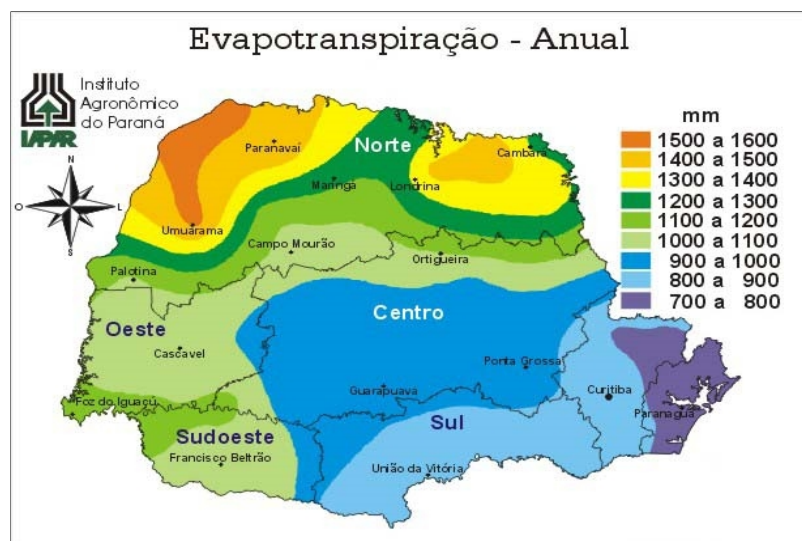 Evapotranspiração - Anual
Instituto
Agronômico
do Paraná
IAPAR
N
O
L
S
mm
1500 a 1600
1400 a 1500
1300 a 1400
1200 a 1300
1100 a 1200
1000 a 1100
900 a 1000
800 a 900
700 a 800
Norte
Paranavaí
Cambará
Maringá
Londrina
Umuarama
Campo Mourão
Ortigueira
Palotina
Centro
Oeste
Cascavel
Ponta Grossa
Guarapuava
Curitiba
Paranaguá
Foz do Iguaçú
Sudoeste
Sul
Francisco Beltrão
União da Vitória